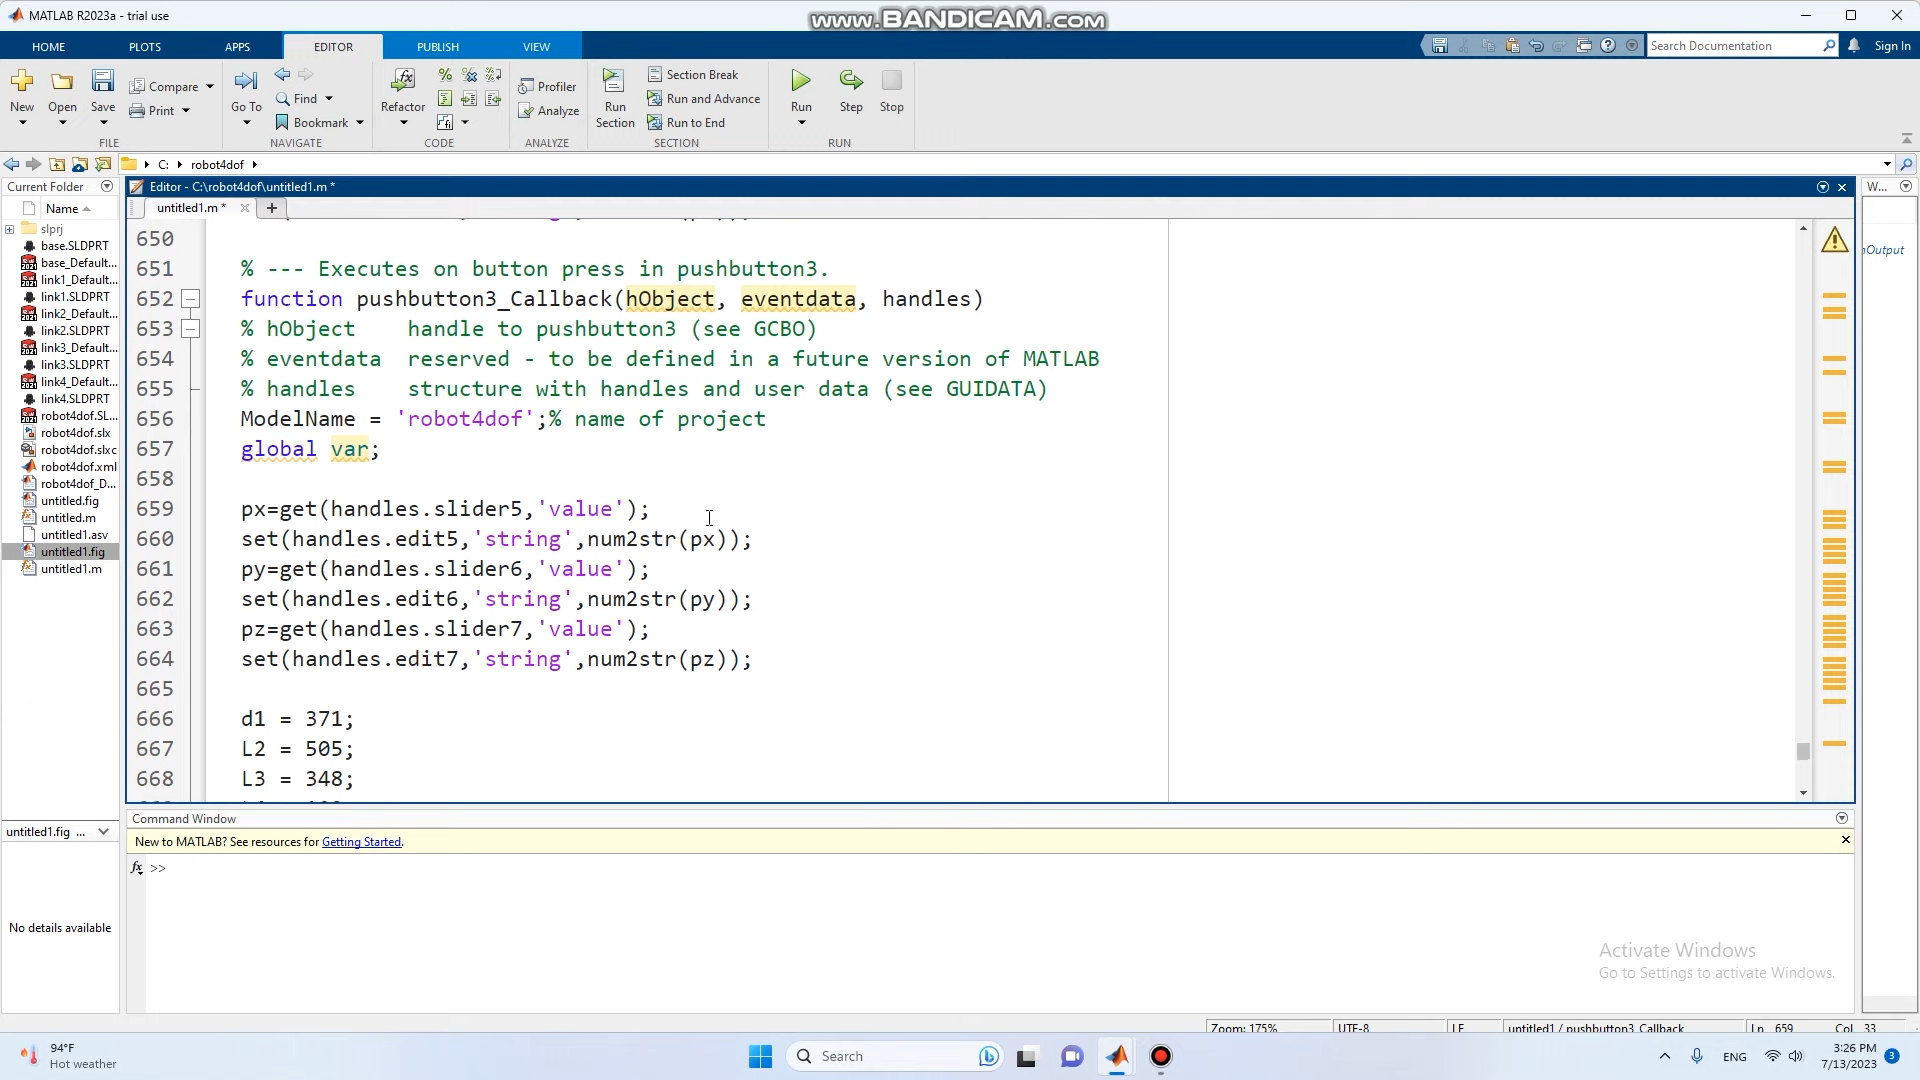 MATLAB R2023a - trial use
www.BANDICAM.com
HOME PLOTS APPS EDITOR PUBLISH VIEW
Search Documentation
Sign In
New
Open
Save
Compare
Print
FILE
Go To
Find
Bookmark
NAVIGATE
Refactor
CODE
Profiler
Analyze
ANALYZE
Run Section
Section Break
Run and Advance
Run to End
SECTION
Run
Step
Stop
RUN
C: robot4dof
Current Folder
Name
slprj
base.SLDPRT
base_Default...
link1_Default...
link1.SLDPRT
link2_Default...
link2.SLDPRT
link3_Default...
link3.SLDPRT
link4_Default...
link4.SLDPRT
robot4dof.SL...
robot4dof.slx
robot4dof.slxc
robot4dof.xml
robot4dof_D...
untitled.fig
untitled.m
untitled1.asv
untitled1.fig
untitled1.m
untitled1.fig ...
No details available
Editor - C:\robot4dof\untitled1.m *
untitled1.m *
W...
nOutput
650
651 % --- Executes on button press in pushbutton3.
652 function pushbutton3_Callback(hObject, eventdata, handles)
653 % hObject    handle to pushbutton3 (see GCBO)
654 % eventdata  reserved - to be defined in a future version of MATLAB
655 % handles    structure with handles and user data (see GUIDATA)
656 ModelName = 'robot4dof';% name of project
657 global var;
658
659 px=get(handles.slider5,'value');
660 set(handles.edit5,'string',num2str(px));
661 py=get(handles.slider6,'value');
662 set(handles.edit6,'string',num2str(py));
663 pz=get(handles.slider7,'value');
664 set(handles.edit7,'string',num2str(pz));
665
666 d1 = 371;
667 L2 = 505;
668 L3 = 348;
Command Window
New to MATLAB? See resources for Getting Started.
fx >>
Activate Windows
Go to Settings to activate Windows.
Zoom: 175% UTF-8 LF untitled1 / pushbutton3_Callback Ln 659 Col 33
94°F
Hot weather
Search
ENG
3:26 PM
7/13/2023
3